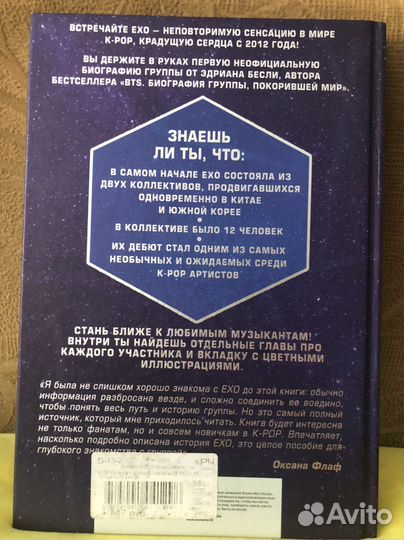 ВСТРЕЧАЙТЕ EXO – НЕПОВТОРИМУЮ СЕНСАЦИЮ В МИРЕ
K-POP, КРАДУЩУЮ СЕРДЦА С 2012 ГОДА!
ВЫ ДЕРЖИТЕ В РУКАХ ПЕРВУЮ НЕОФИЦИАЛЬНУЮ
БИОГРАФИЮ ГРУППЫ ОТ ЭДРИАНА БЕСЛИ, АВТОРА
БЕСТСЕЛЛЕРА «BTS. БИОГРАФИЯ ГРУППЫ, ПОКОРИВШЕЙ МИР».
ЗНАЕШЬ
ЛИ ТЫ, ЧТО:
В САМОМ НАЧАЛЕ EXO СОСТОЯЛА ИЗ
ДВУХ КОЛЛЕКТИВОВ, ПРОДВИГАВШИХСЯ
ОДНОВРЕМЕННО В КИТАЕ
И ЮЖНОЙ КОРЕЕ
В КОЛЛЕКТИВЕ БЫЛО 12 ЧЕЛОВЕК
ИХ ДЕБЮТ СТАЛ ОДНИМ ИЗ САМЫХ
НЕОБЫЧНЫХ И ОЖИДАЕМЫХ СРЕДИ
K-POP АРТИСТОВ
СТАНЬ БЛИЖЕ К ЛЮБИМЫМ МУЗЫКАНТАМ!
ВНУТРИ ТЫ НАЙДЕШЬ ОТДЕЛЬНЫЕ ГЛАВЫ ПРО
КАЖДОГО УЧАСТНИКА И ВКЛАДКУ С ЦВЕТНЫМИ
ИЛЛЮСТРАЦИЯМИ.
«Я была не слишком хорошо знакома с EXO до этой книги: обычно
информация разбросана везде, и сложно соединить ее воедино,
чтобы понять весь путь и историю группы. Но это самый полный
источник, который мне приходилось читать. Книга будет интересна
не только фанатам, но и совсем новичкам в K-POP. Впечатляет,
насколько подробно описана история EXO, это целое пособие для
глубокого знакомства с группой».
Оксана Флаф
Avito